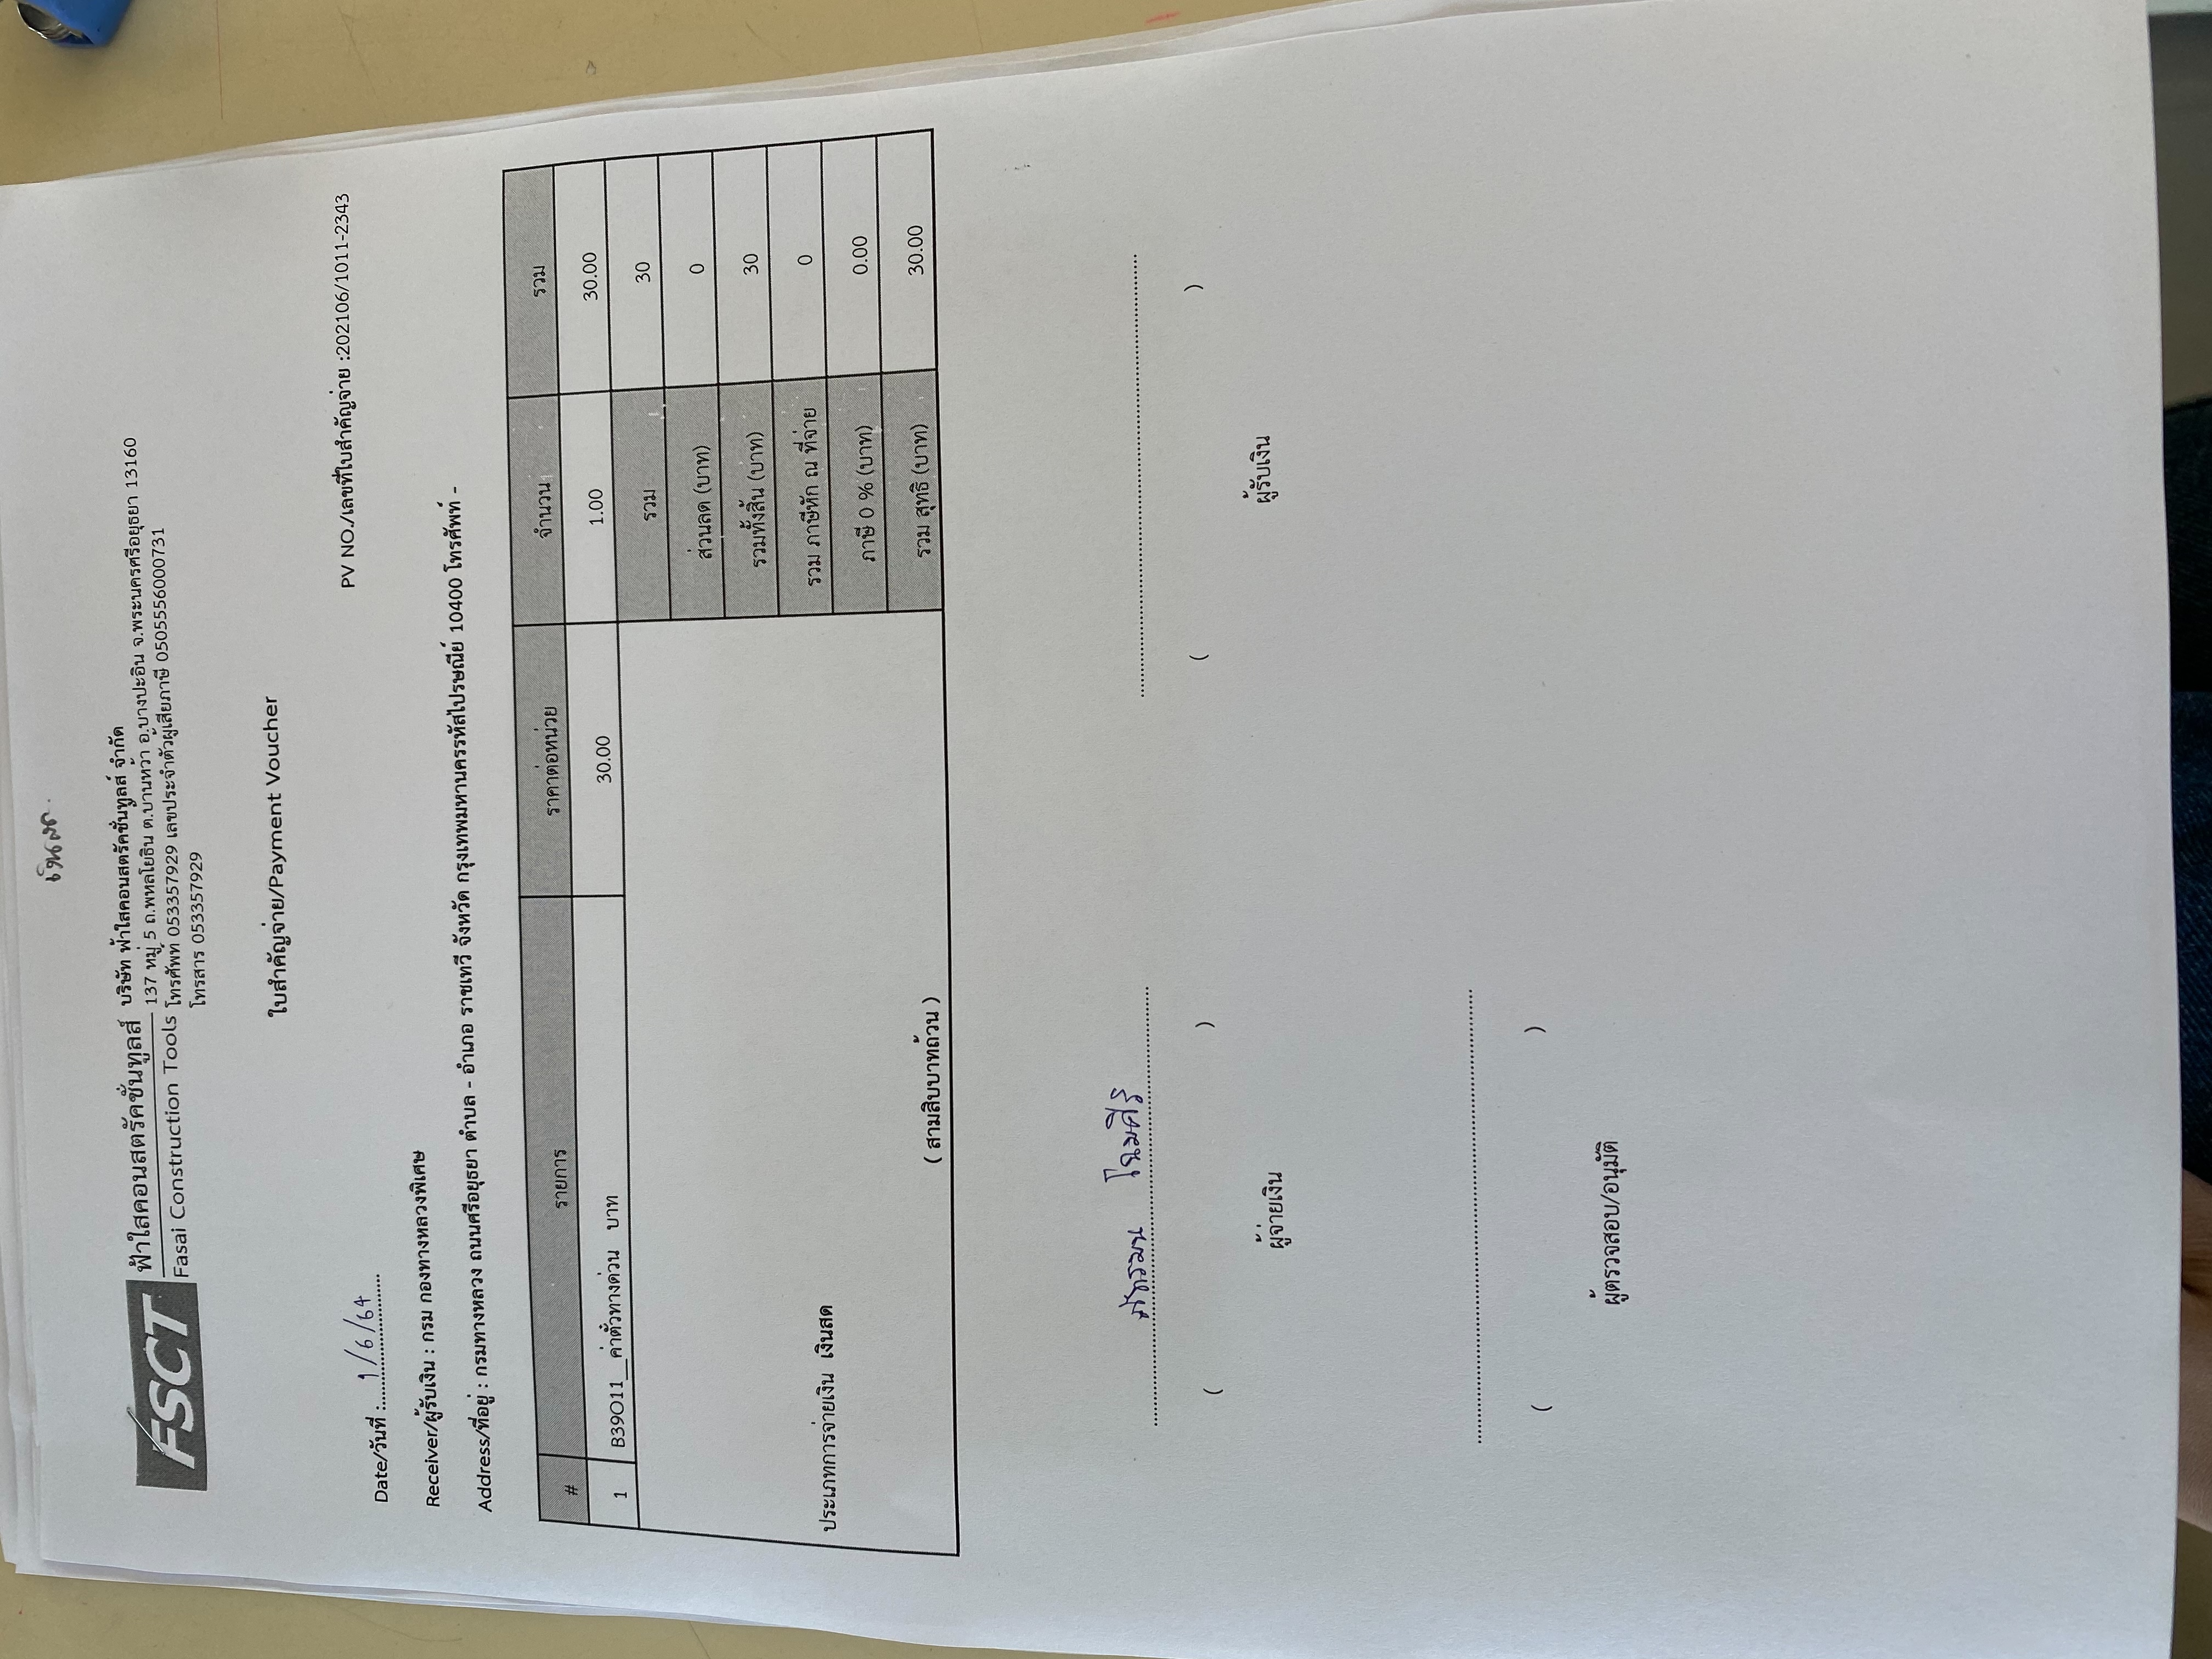 เงินสด.
FSCT
ฟ้าใสคอนสตรัคชั่นทูลส์
Fasai Construction Tools
บริษัท ฟ้าใสคอนสตรัคชั่นทูลส์ จำกัด
137 หมู่ 5 ถ.พหลโยธิน ต.บ้านหว้า อ.บางปะอิน จ.พระนครศรีอยุธยา 13160
โทรศัพท์ 053357929 เลขประจำตัวผู้เสียภาษี 0505556000731
โทรสาร 053357929
ใบสำคัญจ่าย/Payment Voucher
PV NO./เลขที่ใบสำคัญจ่าย :202106/1011-2343
Date/วันที่ : 1/6/64
Receiver/ผู้รับเงิน : กรม กองทางหลวงพิเศษ
Address/ที่อยู่ : กรมทางหลวง ถนนศรีอยุธยา ตำบล - อำเภอ ราชเทวี จังหวัด กรุงเทพมหานครรหัสไปรษณีย์ 10400 โทรศัพท์ -
# รายการ ราคาต่อหน่วย จำนวน รวม
1 B39O11__ค่าตั๋วทางด่วน บาท 30.00 1.00 30.00
รวม 30
ส่วนลด (บาท) 0
รวมทั้งสิ้น (บาท) 30
รวม ภาษีหัก ณ ที่จ่าย 0
ประเภทการจ่ายเงิน เงินสด
ภาษี 0 % (บาท) 0.00
( สามสิบบาทถ้วน ) รวม สุทธิ (บาท) 30.00
โฉมศิริ
( ) ( )
ผู้จ่ายเงิน ผู้รับเงิน
( )
ผู้ตรวจสอบ/อนุมัติ